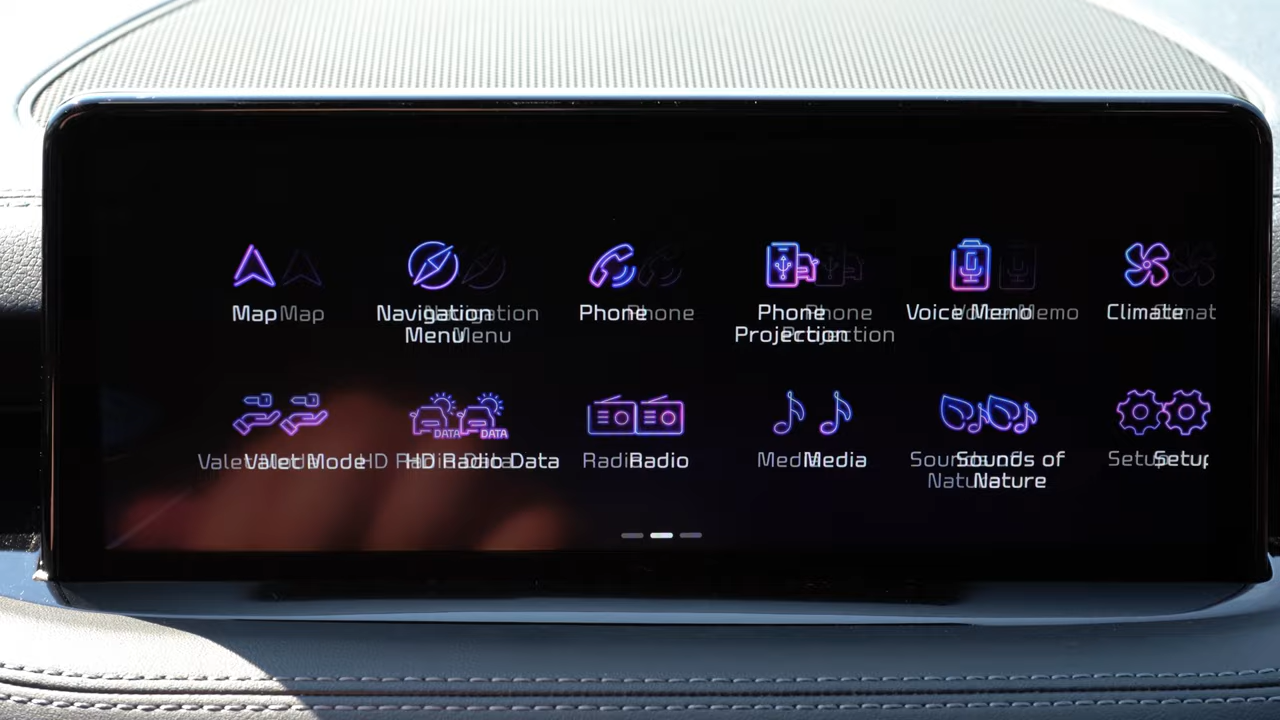 Map
Navigation
Menu
Phone
Phone
Projection
Voice Memo
Climate
Valet Mode
HD Radio Data
DATA
Radio
Media
Sounds of
Nature
Setup